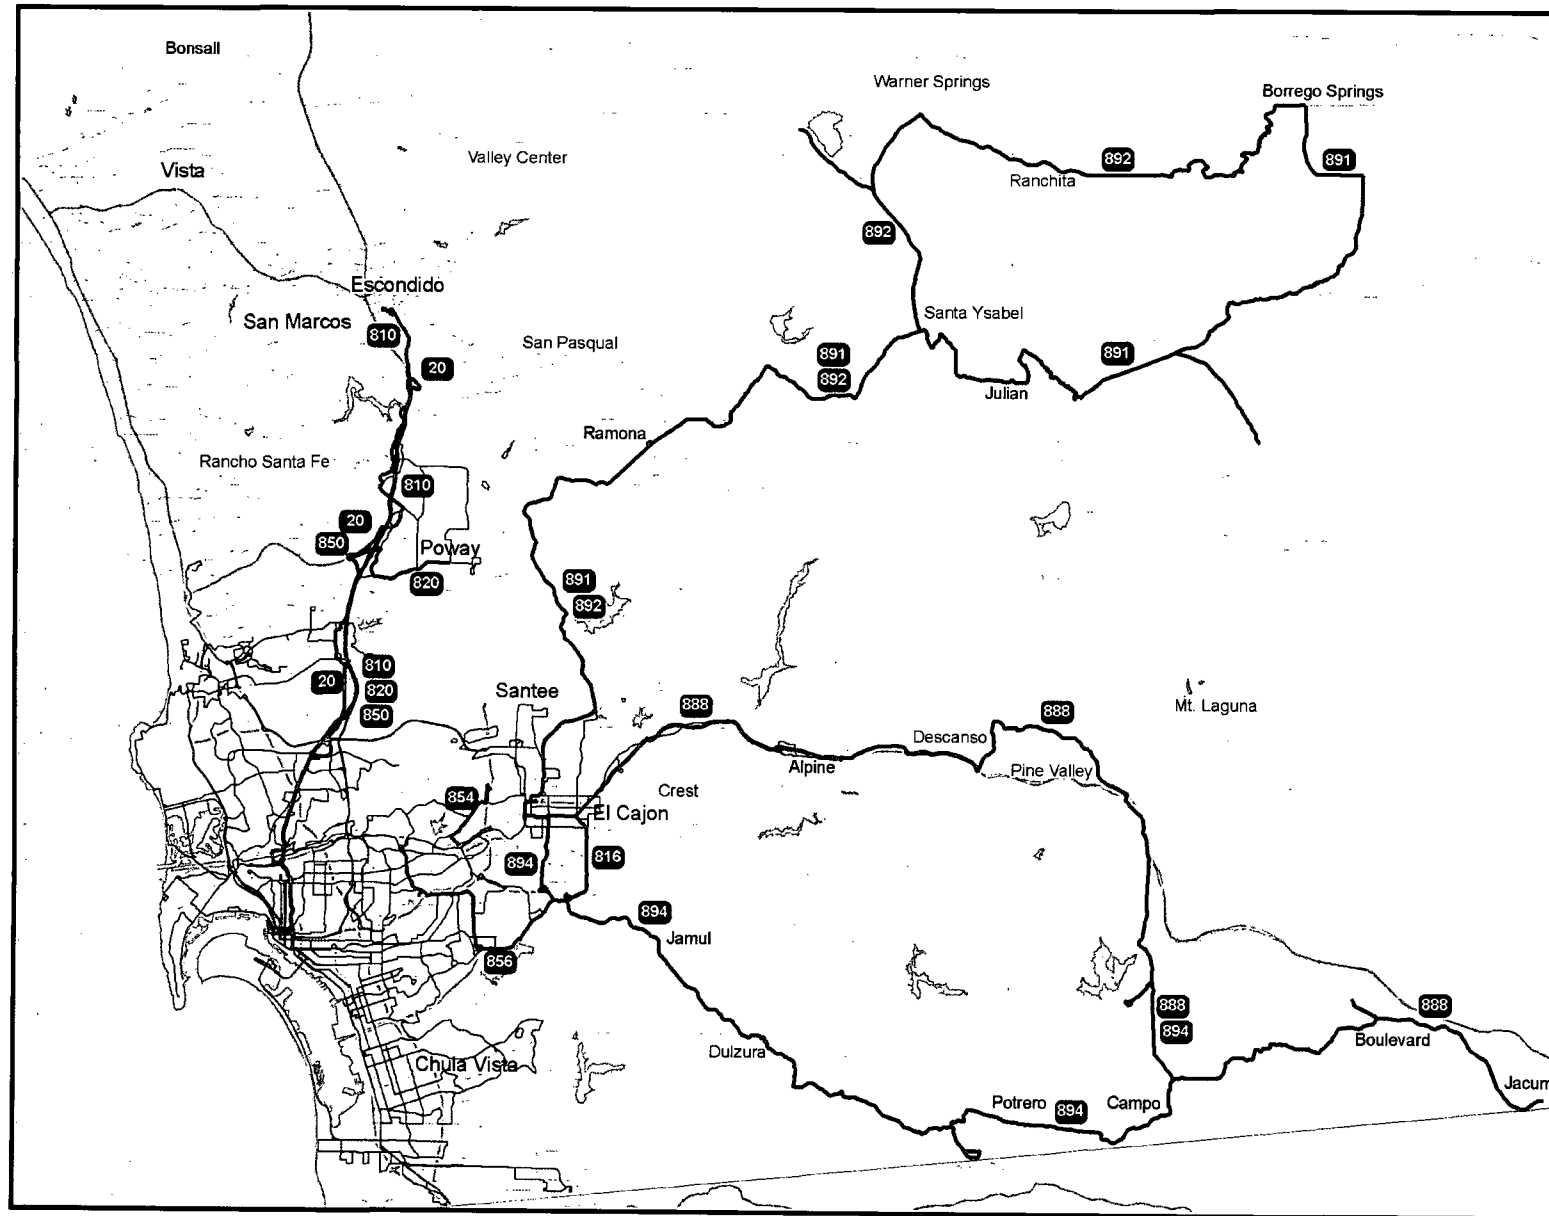 Bonsall
Warner Springs
Borrego Springs
Valley Center
892
891
Vista
Ranchita
892
Escondido
Santa Ysabel
San Marcos
810
San Pasqual
891
891
20
892
Julian
Ramona
Rancho Santa Fe
810
20
850
Poway
820
891
892
810
20
820
850
Santee
888
888
Mt. Laguna
Descanso
Alpine
Pine Valley
Crest
854
El Cajon
894
816
894
Jamul
856
888
888
894
Boulevard
Dulzura
Chula Vista
Jacum
Potrero
894
Campo